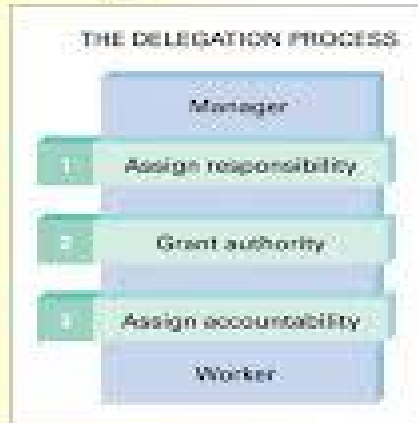 THE DELEGATION PROCESS
Manager
1 Assign responsibility
2 Grant authority
3 Assign accountability
Worker